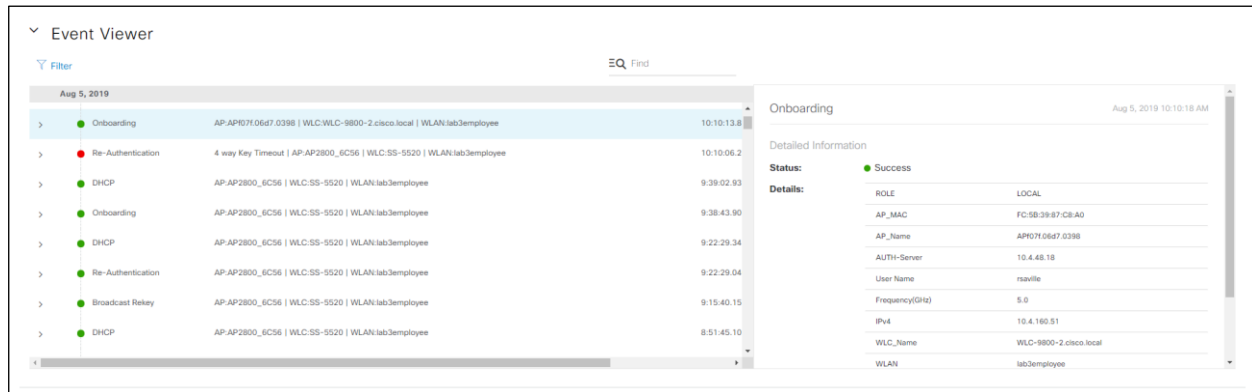 Event Viewer
Filter
Find
Aug 5, 2019
Onboarding AP:APf07f.06d7.0398 | WLC:WLC-9800-2.cisco.local | WLAN:lab3employee 10:10:13.8
Re-Authentication 4 way Key Timeout | AP:AP2800_6C56 | WLC:SS-5520 | WLAN:lab3employee 10:10:06.2
DHCP AP:AP2800_6C56 | WLC:SS-5520 | WLAN:lab3employee 9:39:02.93
Onboarding AP:AP2800_6C56 | WLC:SS-5520 | WLAN:lab3employee 9:38:43.90
DHCP AP:AP2800_6C56 | WLC:SS-5520 | WLAN:lab3employee 9:22:29.34
Re-Authentication AP:AP2800_6C56 | WLC:SS-5520 | WLAN:lab3employee 9:22:29.04
Broadcast Rekey AP:AP2800_6C56 | WLC:SS-5520 | WLAN:lab3employee 9:15:40.15
DHCP AP:AP2800_6C56 | WLC:SS-5520 | WLAN:lab3employee 8:51:45.10
Onboarding Aug 5, 2019 10:10:18 AM
Detailed Information
Status: Success
Details:
ROLE LOCAL
AP_MAC FC:5B:39:87:C8:A0
AP_Name APf07f.06d7.0398
AUTH-Server 10.4.48.18
User Name rsaville
Frequency(GHz) 5.0
IPv4 10.4.160.51
WLC_Name WLC-9800-2.cisco.local
WLAN lab3employee